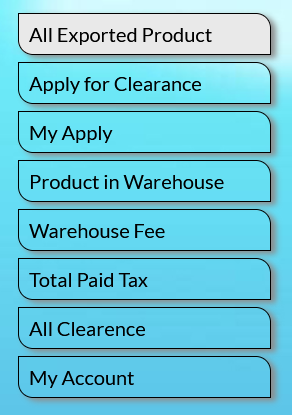 All Exported Product
Apply for Clearance
My Apply
Product in Warehouse
Warehouse Fee
Total Paid Tax
All Clearence
My Account